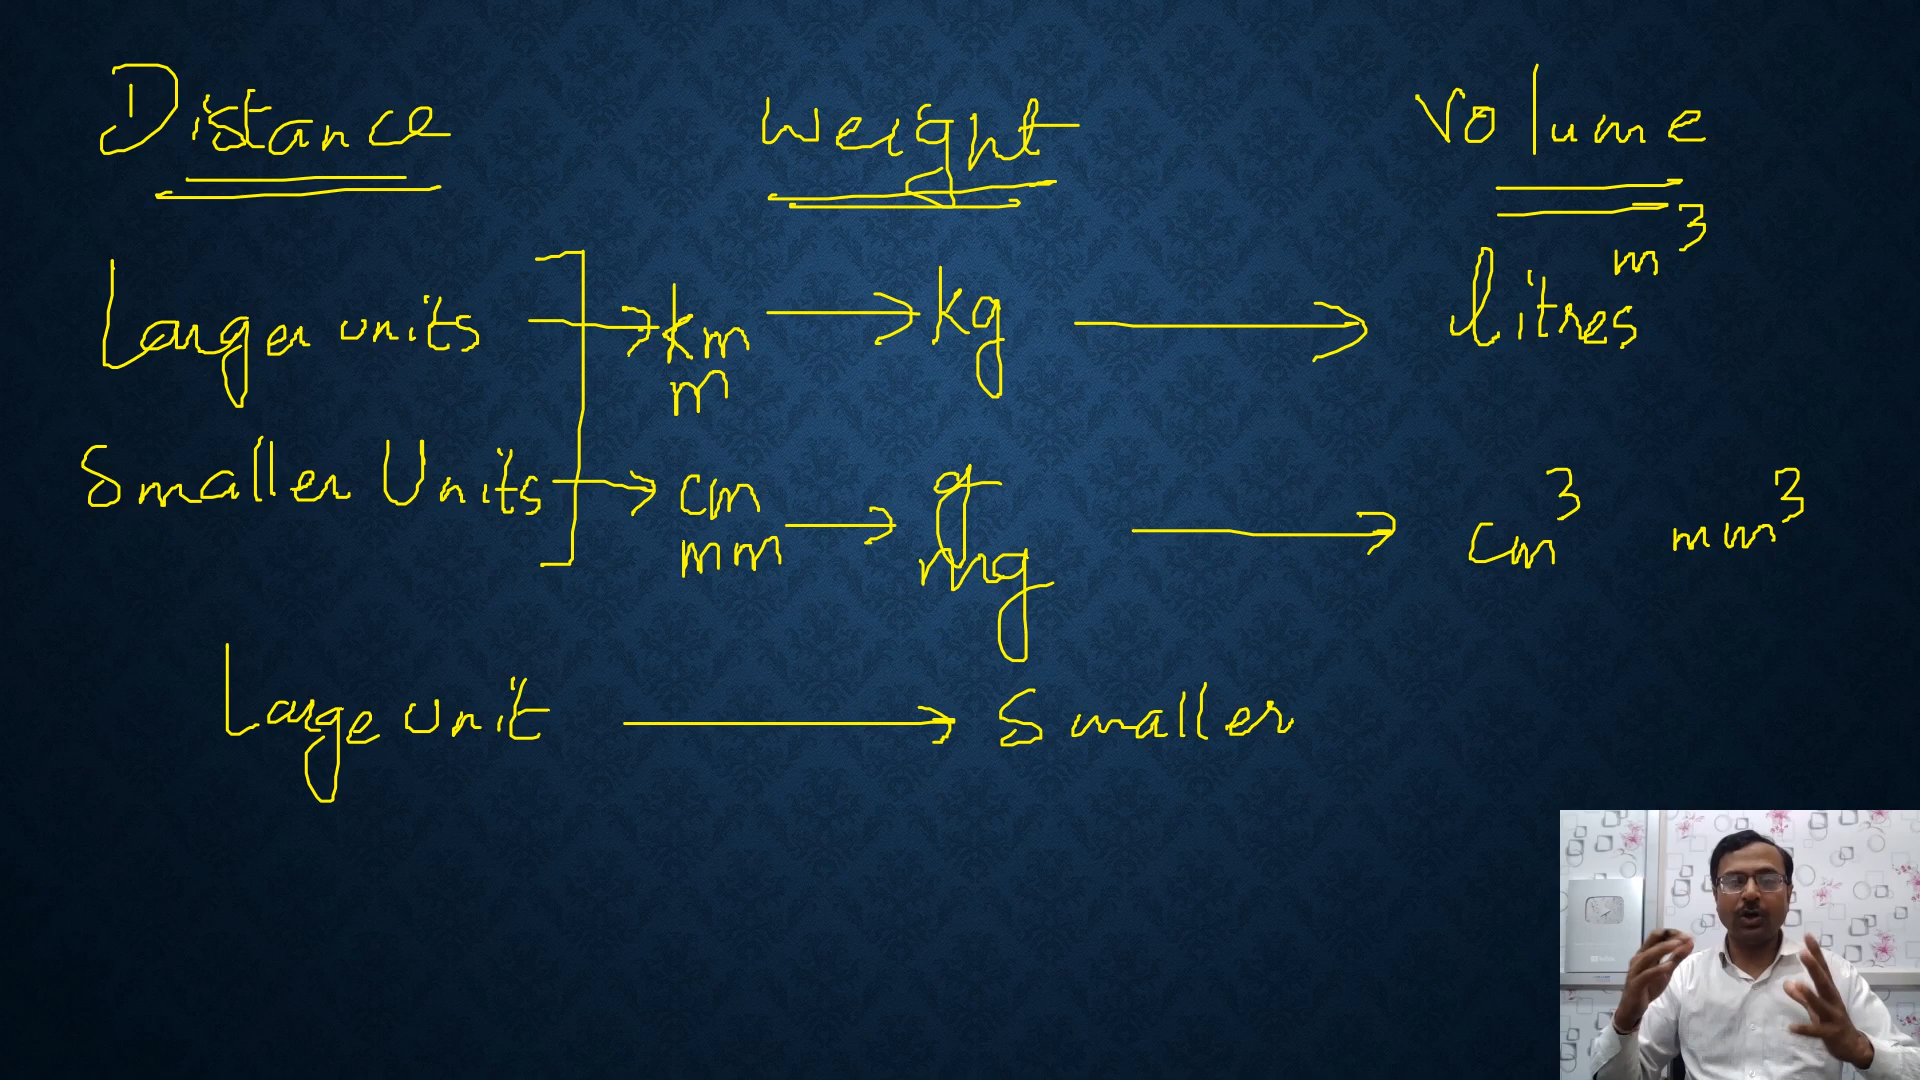 Distance Weight Volume
Larger units → km → kg → litres m³
m
Smaller Units → cm → g → cm³ mm³
mm mg
Large unit → Smaller